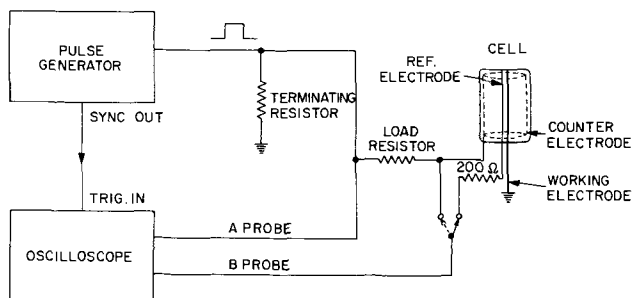 PULSE
GENERATOR
SYNC OUT
TRIG. IN
OSCILLOSCOPE
TERMINATING
RESISTOR
A PROBE
B PROBE
LOAD
RESISTOR
200 Ω
CELL
REF.
ELECTRODE
COUNTER
ELECTRODE
WORKING
ELECTRODE